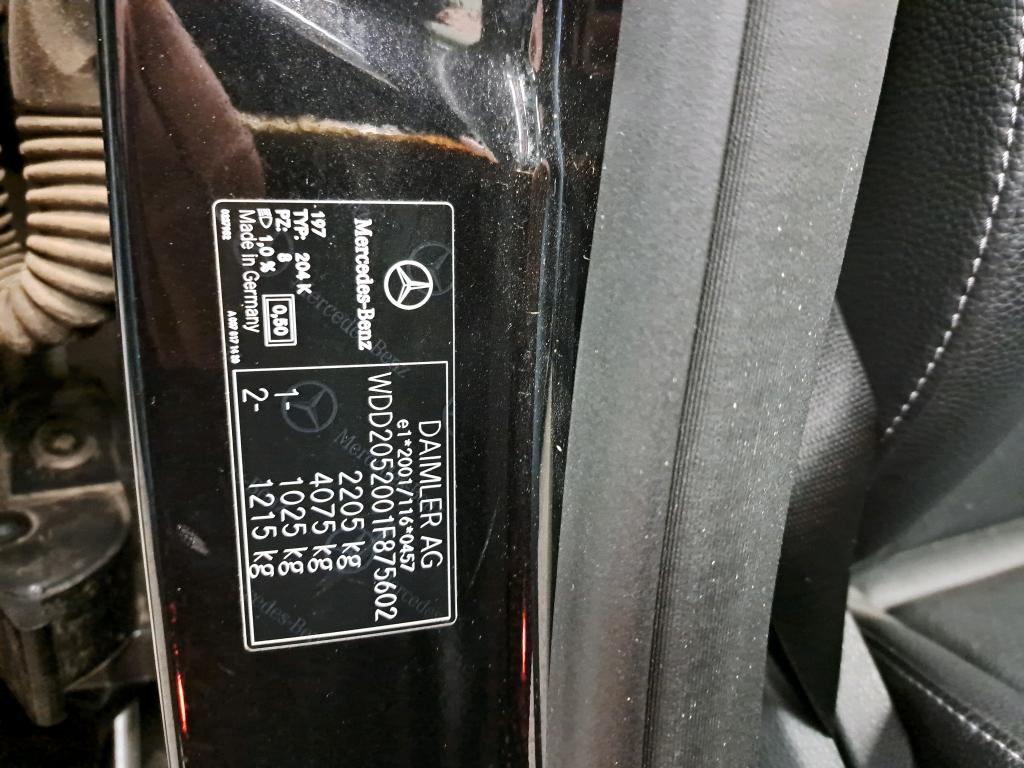 Mercedes-Benz
197
TYP: 204 K
PZ: 8
1,0 %
0,50
Made in Germany
DAIMLER AG
e1*2001/116*0457
WDD2052001F875602
2205 kg
4075 kg
1- 1025 kg
2- 1215 kg